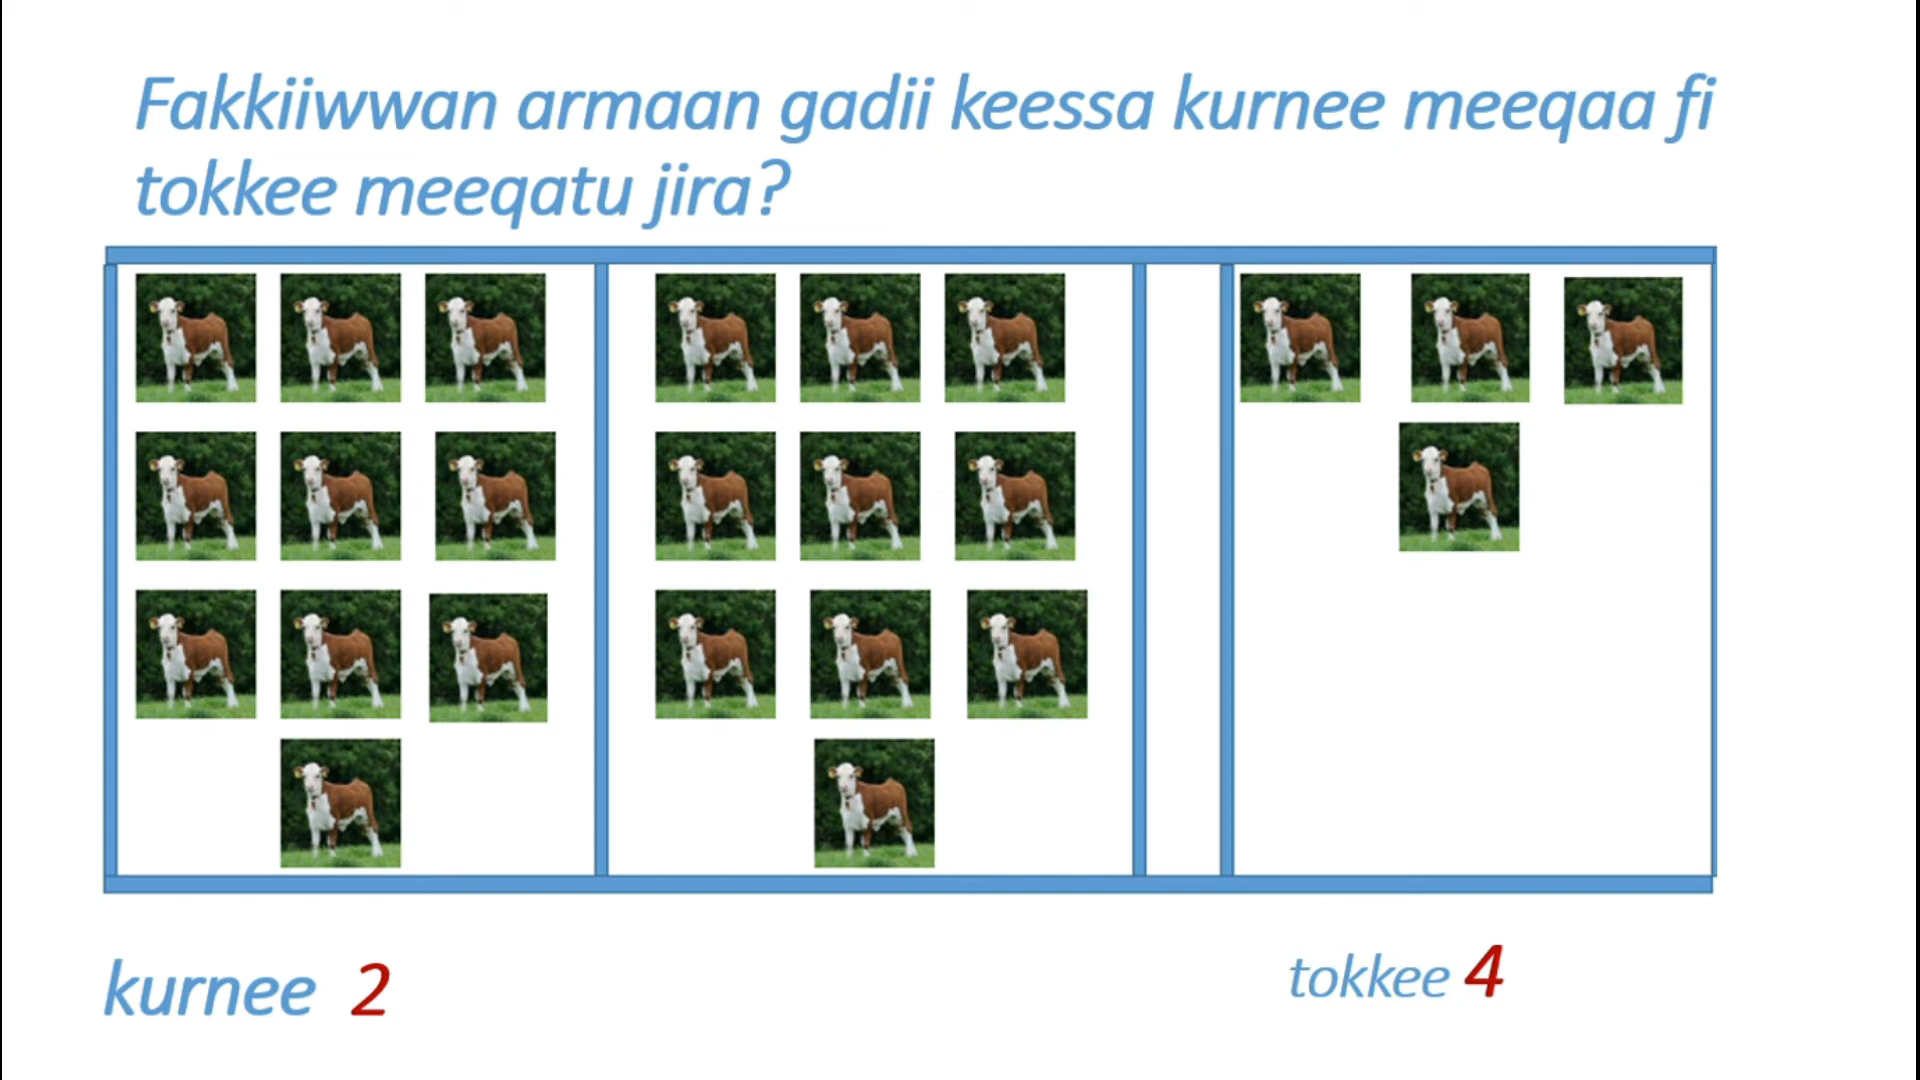 Fakkiiwwan armaan gadii keessa kurnee meeqaa fi
tokkee meeqatu jira?
kurnee 2
tokkee 4